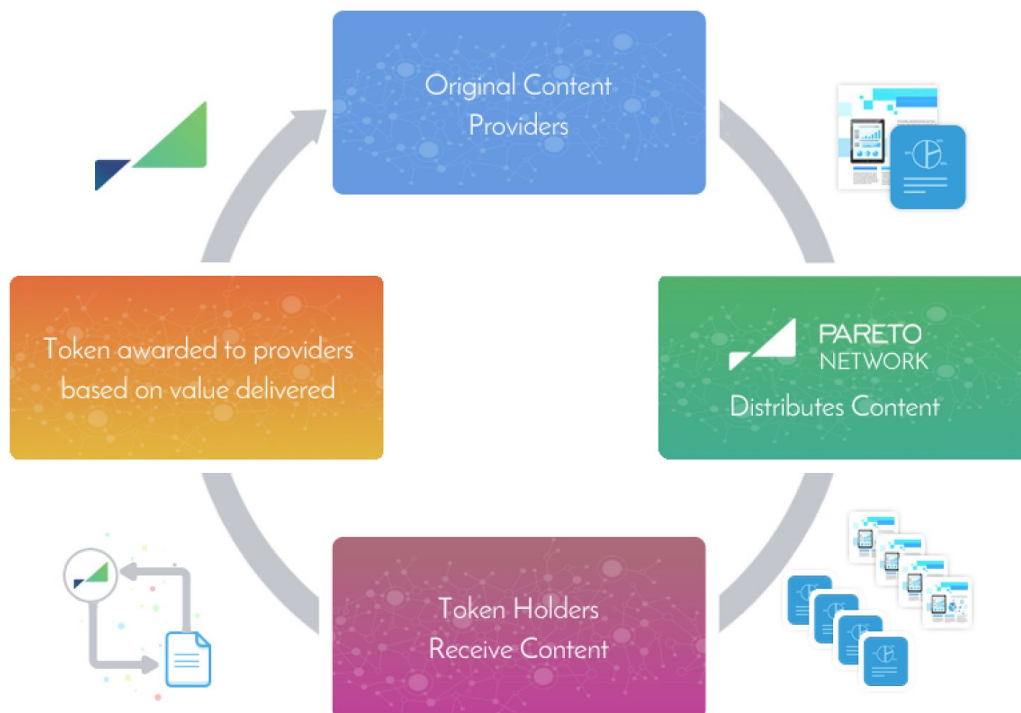 Original Content
Providers
Token awarded to providers
based on value delivered
PARETO
NETWORK
Distributes Content
Token Holders
Receive Content